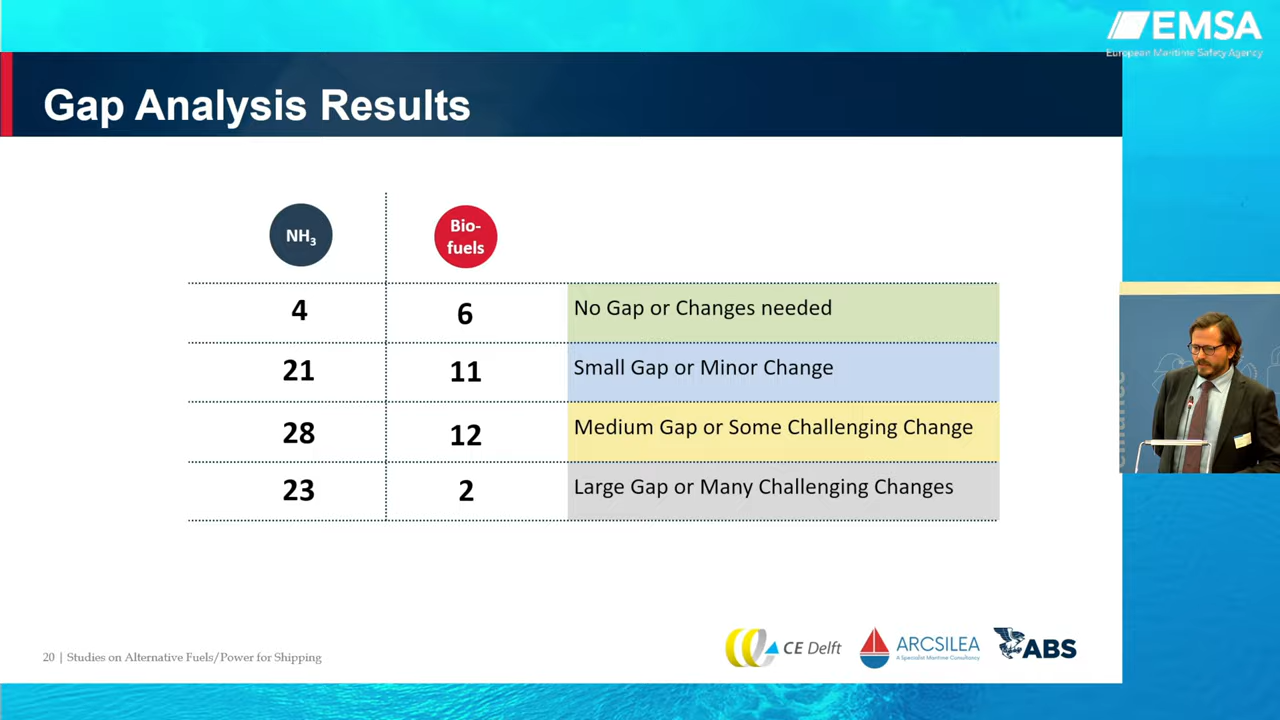 EMSA
European Maritime Safety Agency
Gap Analysis Results
NH3
Bio-
fuels
4 6 No Gap or Changes needed
21 11 Small Gap or Minor Change
28 12 Medium Gap or Some Challenging Change
23 2 Large Gap or Many Challenging Changes
20 | Studies on Alternative Fuels/Power for Shipping
CE Delft
ARCSILEA
A Specialist Maritime Consultancy
ABS